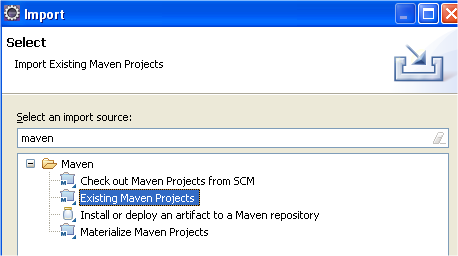 Import
Select
Import Existing Maven Projects
Select an import source:
maven
Maven
Check out Maven Projects from SCM
Existing Maven Projects
Install or deploy an artifact to a Maven repository
Materialize Maven Projects